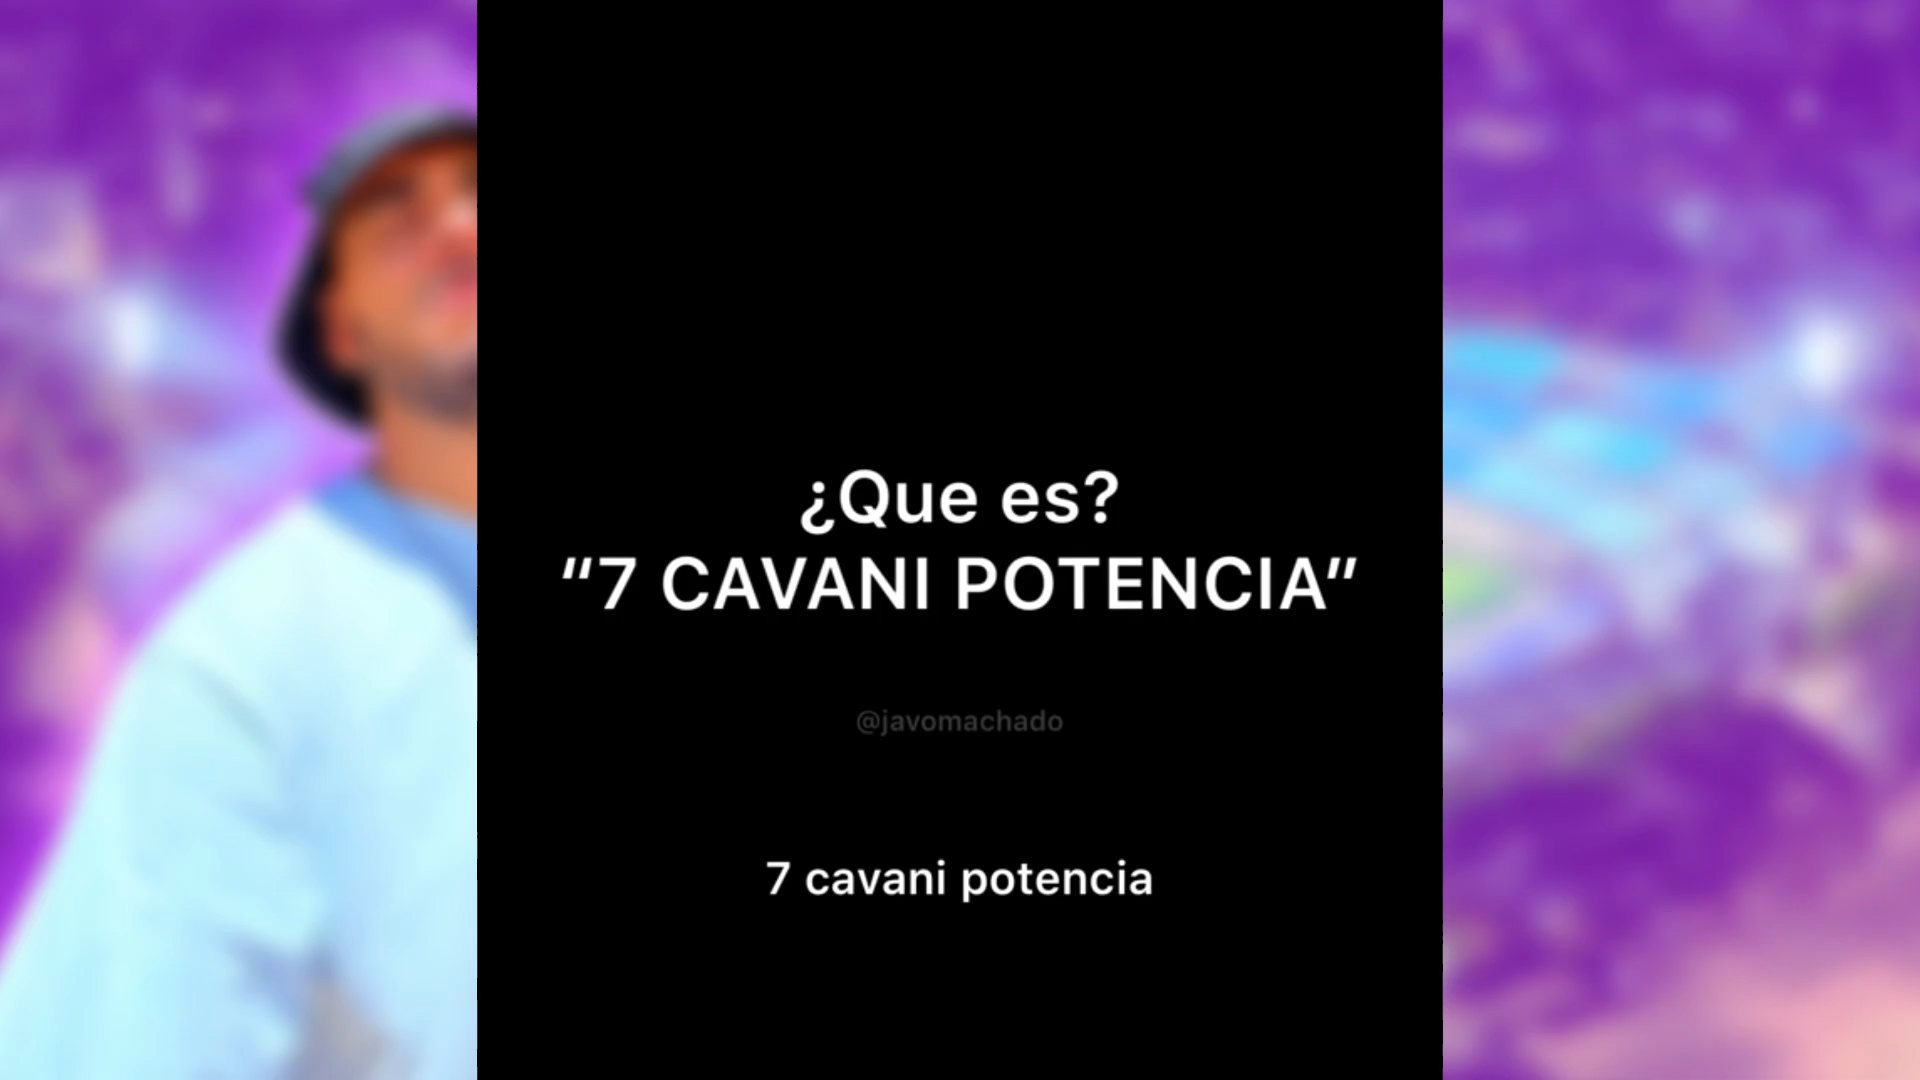 ¿Que es?
“7 CAVANI POTENCIA”
@javomachado
7 cavani potencia